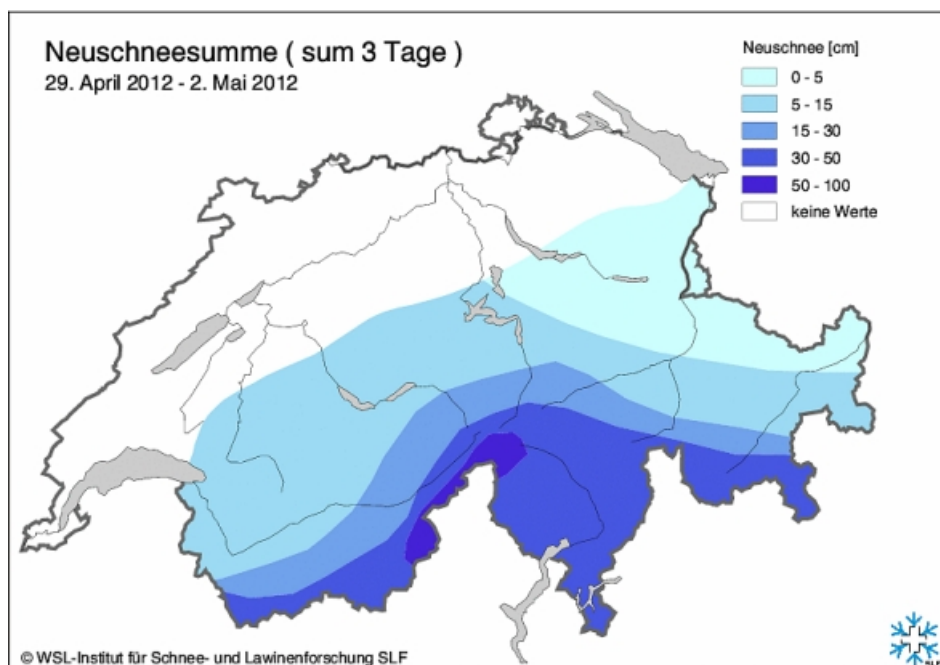 Neuschneesumme ( sum 3 Tage )
29. April 2012 - 2. Mai 2012
Neuschnee [cm]
0 - 5
5 - 15
15 - 30
30 - 50
50 - 100
keine Werte
© WSL-Institut für Schnee- und Lawinenforschung SLF